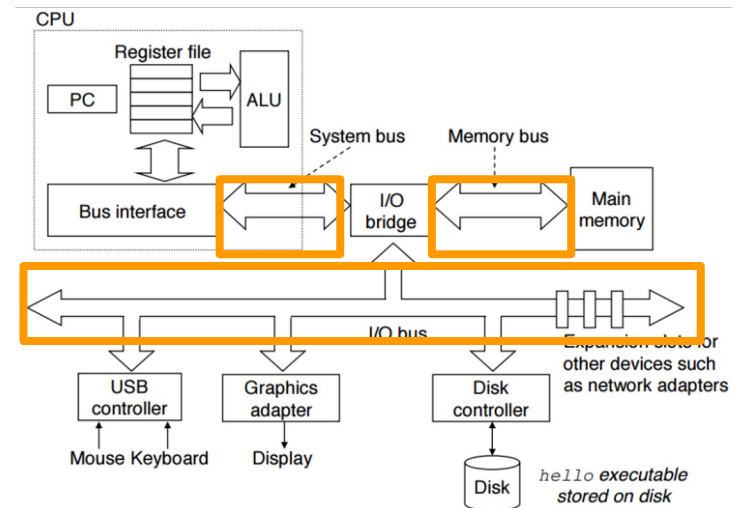 CPU
Register file
PC
ALU
System bus
Memory bus
Bus interface
I/O
bridge
Main
memory
I/O bus
Expansion slots for
other devices such
as network adapters
USB
controller
Graphics
adapter
Disk
controller
Mouse Keyboard
Display
Disk
hello executable
stored on disk